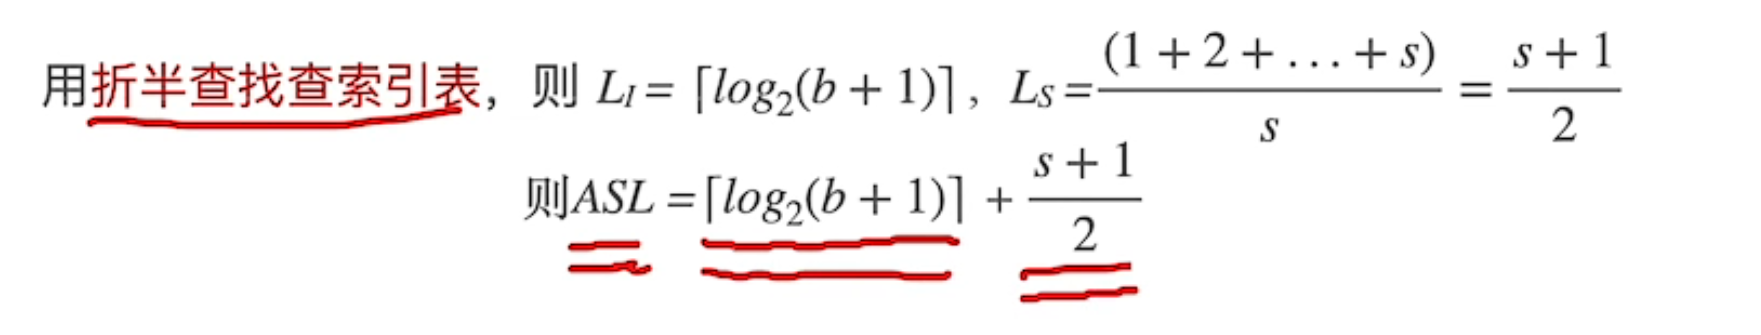 用折半查找查索引表，则 L_I = ⌈log₂(b + 1)⌉, L_S = (1 + 2 + … + s) / s = (s + 1) / 2
则ASL = ⌈log₂(b + 1)⌉ + (s + 1) / 2